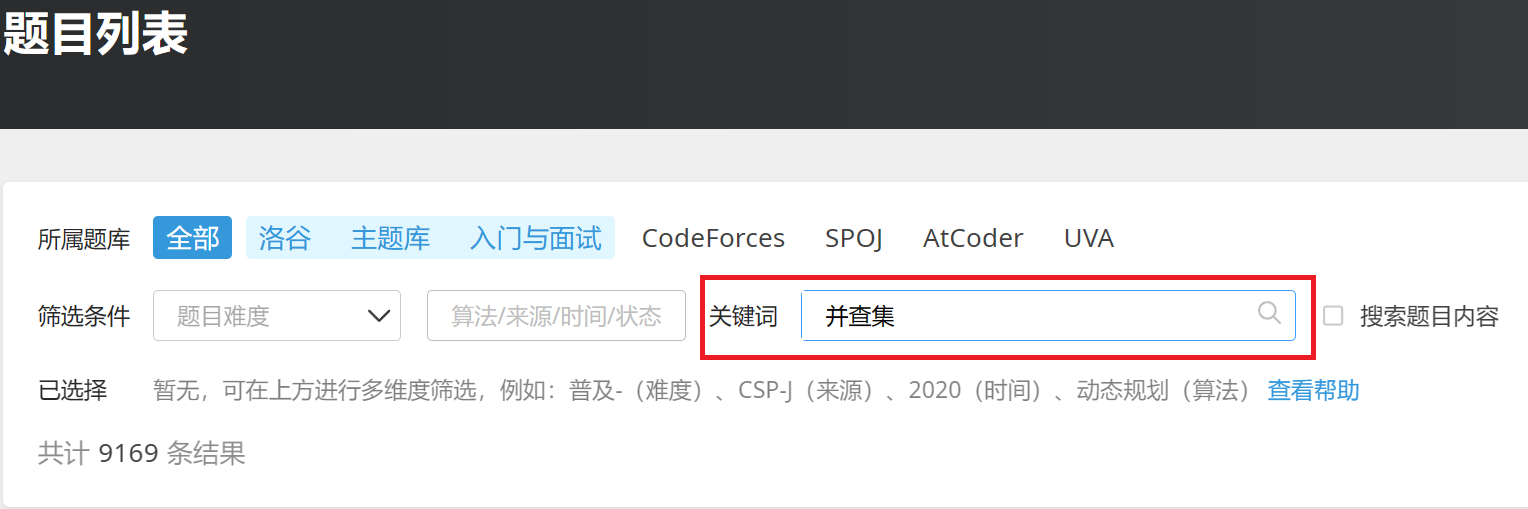 题目列表
所属题库 全部 洛谷 主题库 入门与面试 CodeForces SPOJ AtCoder UVA
筛选条件 题目难度 算法/来源/时间/状态 关键词 并查集 搜索题目内容
已选择 暂无，可在上方进行多维度筛选，例如：普及-（难度）、CSP-J（来源）、2020（时间）、动态规划（算法） 查看帮助
共计 9169 条结果